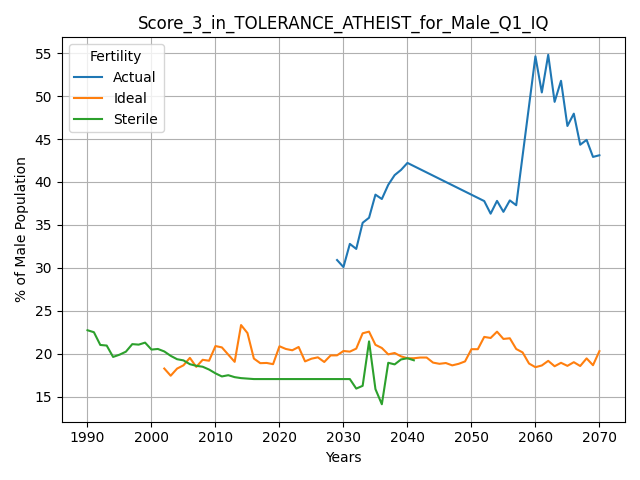 Score_3_in_TOLERANCE_ATHEIST_for_Male_Q1_IQ
Fertility
Actual
Ideal
Sterile
% of Male Population
55
50
45
40
35
30
25
20
15
1990 2000 2010 2020 2030 2040 2050 2060 2070
Years